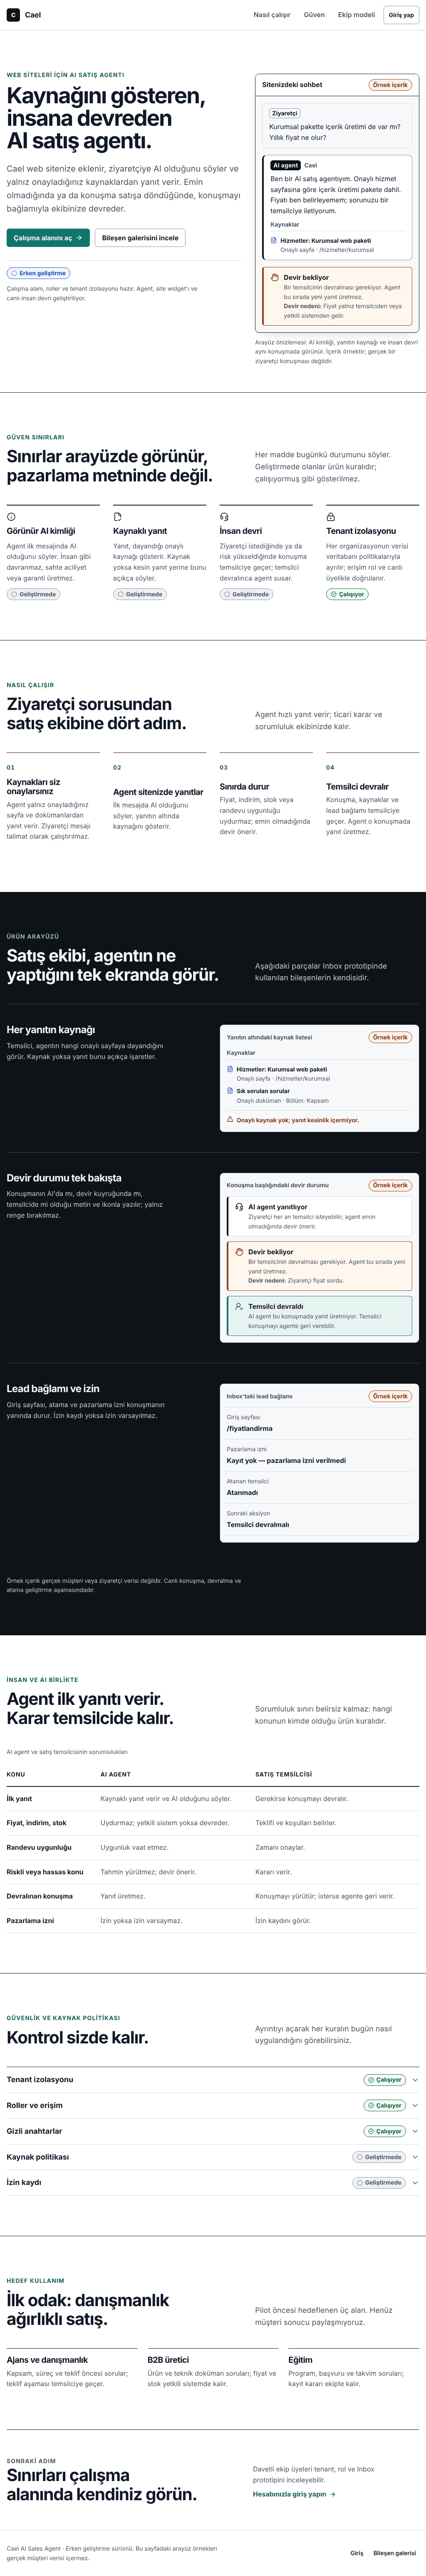 C Cael
Nasıl çalışır Güven Ekip modeli Giriş yap
WEB SİTELERİ İÇİN AI SATIŞ AGENTI
Kaynağını gösteren,
insana devreden
AI satış agentı.
Cael web sitenize eklenir, ziyaretçiye AI olduğunu söyler ve
yalnız onayladığınız kaynaklardan yanıt verir. Emin
olmadığında ya da konuşma satışa döndüğünde, konuşmayı
bağlamıyla ekibinize devreder.
Çalışma alanını aç →
Bileşen galerisini incele
Erken geliştirme
Çalışma alanı, roller ve tenant izolasyonu hazır. Agent, site widget'ı ve
canlı insan devri geliştiriliyor.
Sitenizdeki sohbet Örnek içerik
Ziyaretçi
Kurumsal pakette içerik üretimi de var mı?
Yıllık fiyat ne olur?
AI agent Cael
Ben bir AI satış agentıyım. Onaylı hizmet
sayfasına göre içerik üretimi pakete dahil.
Fiyatı ben belirleyemem; sorunuzu bir
temsilciye iletiyorum.
Kaynaklar
Hizmetler: Kurumsal web paketi
Onaylı sayfa · /hizmetler/kurumsal
Devir bekliyor
Bir temsilcinin devralması gerekiyor. Agent
bu sırada yeni yanıt üretmez.
Devir nedeni: Fiyat yalnız temsilciden veya
yetkili sistemden gelir.
Arayüz önizlemesi: AI kimliği, yanıtın kaynağı ve insan devri
aynı konuşmada görünür. İçerik örnektir; gerçek bir
ziyaretçi konuşması değildir.
GÜVEN SINIRLARI
Sınırlar arayüzde görünür,
pazarlama metninde değil.
Her madde bugünkü durumunu söyler.
Geliştirmede olanlar ürün kuralıdır;
çalışıyormuş gibi gösterilmez.
Görünür AI kimliği
Agent ilk mesajında AI
olduğunu söyler. İnsan gibi
davranmaz, sahte aciliyet
veya garanti üretmez.
Geliştirmede
Kaynaklı yanıt
Yanıt, dayandığı onaylı
kaynağı gösterir. Kaynak
yoksa kesin yanıt yerine bunu
açıkça söyler.
Geliştirmede
İnsan devri
Ziyaretçi istediğinde ya da
risk yükseldiğinde konuşma
temsilciye geçer; temsilci
devralınca agent susar.
Geliştirmede
Tenant izolasyonu
Her organizasyonun verisi
veritabanı politikalarıyla
ayrılır; erişim rol ve canlı
üyelikle doğrulanır.
Çalışıyor
NASIL ÇALIŞIR
Ziyaretçi sorusundan
satış ekibine dört adım.
Agent hızlı yanıt verir; ticari karar ve
sorumluluk ekibinizde kalır.
01
Kaynakları siz
onaylarsınız
Agent yalnız onayladığınız
sayfa ve dokümanlardan
yanıt verir. Ziyaretçi mesajı
talimat olarak çalıştırılmaz.
02
Agent sitenizde yanıtlar
İlk mesajda AI olduğunu
söyler, yanıtın altında
kaynağını gösterir.
03
Sınırda durur
Fiyat, indirim, stok veya
randevu uygunluğu
uydurmaz; emin olmadığında
devir önerir.
04
Temsilci devralır
Konuşma, kaynaklar ve
lead bağlamı temsilciye
geçer. Agent o konuşmada
yanıt üretmez.
ÜRÜN ARAYÜZÜ
Satış ekibi, agentın ne
yaptığını tek ekranda görür.
Aşağıdaki parçalar Inbox prototipinde
kullanılan bileşenlerin kendisidir.
Her yanıtın kaynağı
Temsilci, agentın hangi onaylı sayfaya dayandığını
görür. Kaynak yoksa yanıt bunu açıkça işaretler.
Yanıtın altındaki kaynak listesi Örnek içerik
Kaynaklar
Hizmetler: Kurumsal web paketi
Onaylı sayfa · /hizmetler/kurumsal
Sık sorulan sorular
Onaylı doküman · Bölüm: Kapsam
Onaylı kaynak yok; yanıt kesinlik içermiyor.
Devir durumu tek bakışta
Konuşmanın AI'da mı, devir kuyruğunda mı,
temsilcide mi olduğu metin ve ikonla yazılır; yalnız
renge bırakılmaz.
Konuşma başlığındaki devir durumu Örnek içerik
AI agent yanıtlıyor
Ziyaretçi her an temsilci isteyebilir; agent emin
olmadığında devir önerir.
Devir bekliyor
Bir temsilcinin devralması gerekiyor. Agent bu sırada yeni
yanıt üretmez.
Devir nedeni: Ziyaretçi fiyat sordu.
Temsilci devraldı
AI agent bu konuşmada yanıt üretmiyor. Temsilci
konuşmayı agente geri verebilir.
Lead bağlamı ve izin
Giriş sayfası, atama ve pazarlama izni konuşmanın
yanında durur. İzin kaydı yoksa izin varsayılmaz.
Inbox'taki lead bağlamı Örnek içerik
Giriş sayfası
/fiyatlandirma
Pazarlama izni
Kayıt yok — pazarlama izni verilmedi
Atanan temsilci
Atanmadı
Sonraki aksiyon
Temsilci devralmalı
Örnek içerik gerçek müşteri veya ziyaretçi verisi değildir. Canlı konuşma, devralma ve
atama geliştirme aşamasındadır.
İNSAN VE AI BİRLİKTE
Agent ilk yanıtı verir.
Karar temsilcide kalır.
Sorumluluk sınırı belirsiz kalmaz: hangi
konunun kimde olduğu ürün kuralıdır.
AI agent ve satış temsilcisinin sorumlulukları
KONU AI AGENT SATIŞ TEMSİLCİSİ
İlk yanıt Kaynaklı yanıt verir ve AI olduğunu söyler. Gerekirse konuşmayı devralır.
Fiyat, indirim, stok Uydurmaz; yetkili sistem yoksa devreder. Teklifi ve koşulları belirler.
Randevu uygunluğu Uygunluk vaat etmez. Zamanı onaylar.
Riskli veya hassas konu Tahmin yürütmez; devir önerir. Kararı verir.
Devralınan konuşma Yanıt üretmez. Konuşmayı yürütür; isterse agente geri verir.
Pazarlama izni İzin yoksa izin varsaymaz. İzin kaydını görür.
GÜVENLİK VE KAYNAK POLİTİKASI
Kontrol sizde kalır.
Ayrıntıyı açarak her kuralın bugün nasıl
uygulandığını görebilirsiniz.
Tenant izolasyonu Çalışıyor
Roller ve erişim Çalışıyor
Gizli anahtarlar Çalışıyor
Kaynak politikası Geliştirmede
İzin kaydı Geliştirmede
HEDEF KULLANIM
İlk odak: danışmanlık
ağırlıklı satış.
Pilot öncesi hedeflenen üç alan. Henüz
müşteri sonucu paylaşmıyoruz.
Ajans ve danışmanlık
Kapsam, süreç ve teklif öncesi sorular;
teklif aşaması temsilciye geçer.
B2B üretici
Ürün ve teknik doküman soruları; fiyat ve
stok yetkili sistemde kalır.
Eğitim
Program, başvuru ve takvim soruları;
kayıt kararı ekipte kalır.
SONRAKİ ADIM
Sınırları çalışma
alanında kendiniz görün.
Davetli ekip üyeleri tenant, rol ve Inbox
prototipini inceleyebilir.
Hesabınızla giriş yapın →
Cael AI Sales Agent · Erken geliştirme sürümü. Bu sayfadaki arayüz örnekleri
gerçek müşteri verisi içermez.
Giriş Bileşen galerisi